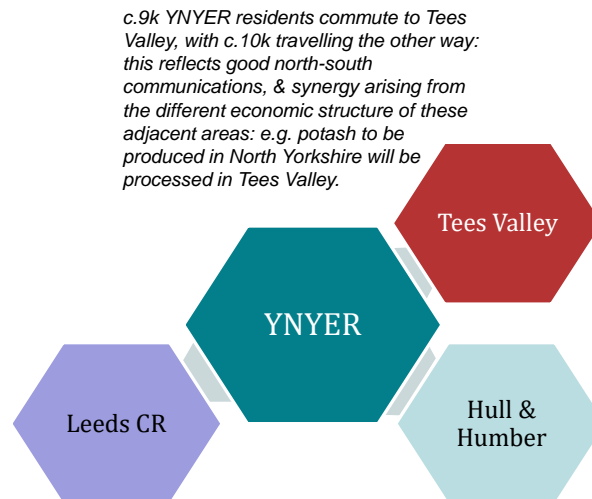 c.9k YNYER residents commute to Tees
Valley, with c.10k travelling the other way:
this reflects good north-south
communications, & synergy arising from
the different economic structure of these
adjacent areas: e.g. potash to be
produced in North Yorkshire will be
processed in Tees Valley.
Tees Valley
YNYER
Leeds CR
Hull &
Humber